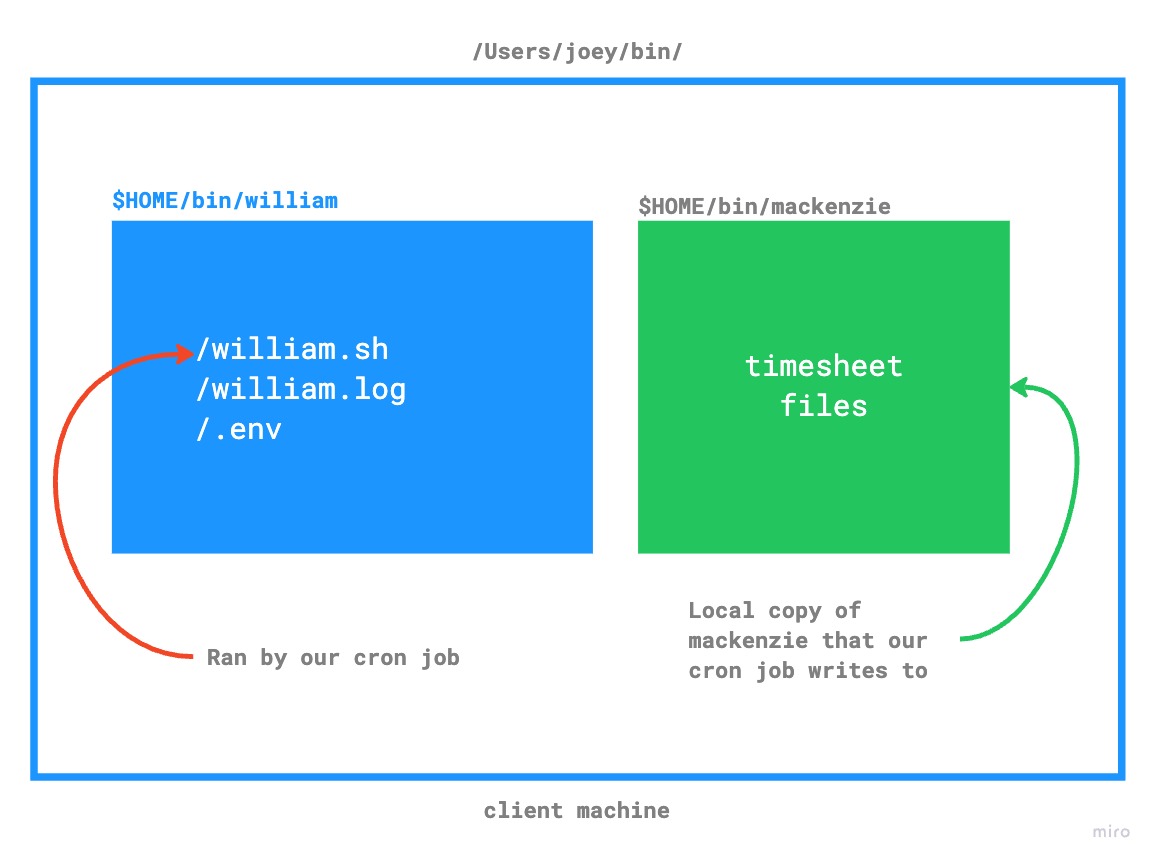 /Users/joey/bin/
$HOME/bin/william
$HOME/bin/mackenzie
/william.sh
/william.log
/.env
timesheet
files
Local copy of
mackenzie that our
cron job writes to
Ran by our cron job
client machine
miro